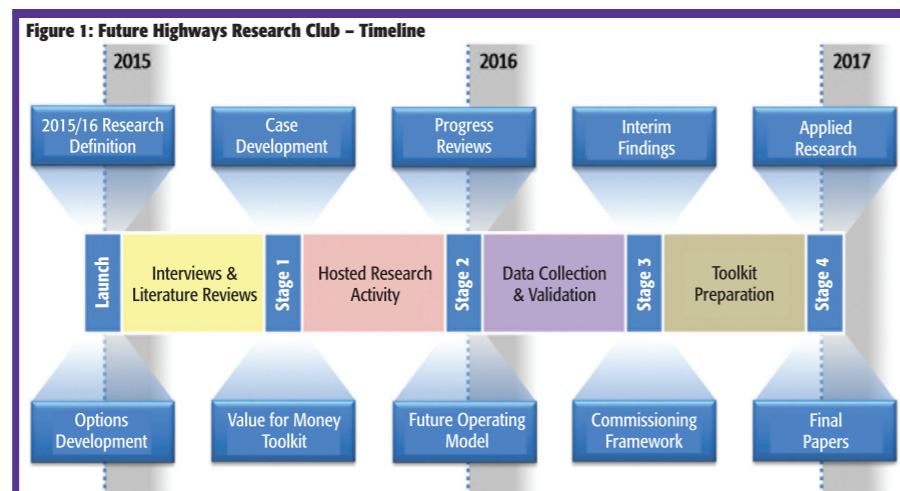 Figure 1: Future Highways Research Club – Timeline
2015
2016
2017
2015/16 Research
Definition
Case
Development
Progress
Reviews
Interim
Findings
Applied
Research
Launch
Interviews &
Literature Reviews
Stage 1
Hosted Research
Activity
Stage 2
Data Collection
& Validation
Stage 3
Toolkit
Preparation
Stage 4
Options
Development
Value for Money
Toolkit
Future Operating
Model
Commissioning
Framework
Final
Papers